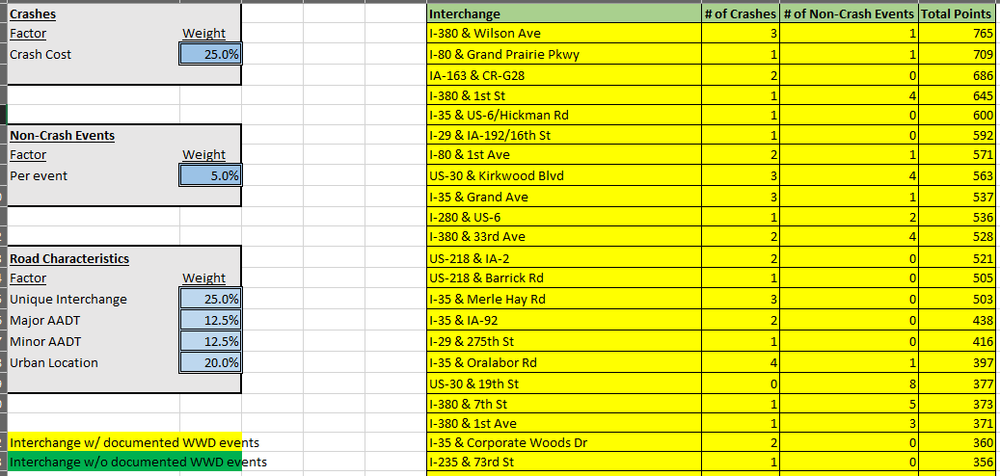 Crashes
Factor Weight
Crash Cost 25.0%
Non-Crash Events
Factor Weight
Per event 5.0%
Road Characteristics
Factor Weight
Unique Interchange 25.0%
Major AADT 12.5%
Minor AADT 12.5%
Urban Location 20.0%
Interchange w/ documented WWD events
Interchange w/o documented WWD events
Interchange # of Crashes # of Non-Crash Events Total Points
I-380 & Wilson Ave 3 1 765
I-80 & Grand Prairie Pkwy 1 1 709
IA-163 & CR-G28 2 0 686
I-380 & 1st St 1 4 645
I-35 & US-6/Hickman Rd 1 0 600
I-29 & IA-192/16th St 1 0 592
I-80 & 1st Ave 2 1 571
US-30 & Kirkwood Blvd 3 4 563
I-35 & Grand Ave 3 1 537
I-280 & US-6 1 2 536
I-380 & 33rd Ave 2 4 528
US-218 & IA-2 2 0 521
US-218 & Barrick Rd 1 0 505
I-35 & Merle Hay Rd 3 0 503
I-35 & IA-92 2 0 438
I-29 & 275th St 1 0 416
I-35 & Oralabor Rd 4 1 397
US-30 & 19th St 0 8 377
I-380 & 7th St 1 5 373
I-380 & 1st Ave 1 3 371
I-35 & Corporate Woods Dr 2 0 360
I-235 & 73rd St 1 0 356